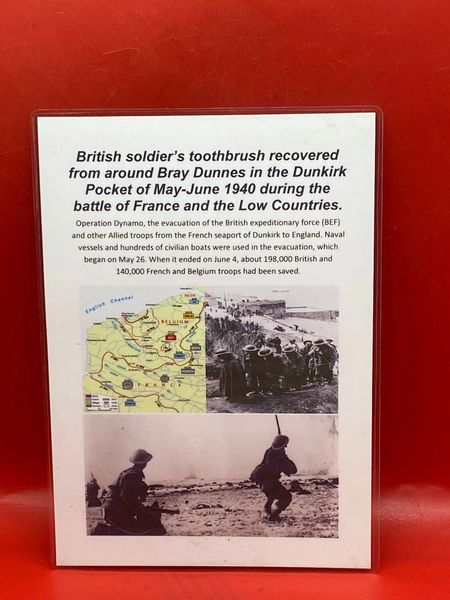 British soldier's toothbrush recovered
from around Bray Dunnes in the Dunkirk
Pocket of May-June 1940 during the
battle of France and the Low Countries.
Operation Dynamo, the evacuation of the British expeditionary force (BEF)
and other Allied troops from the French seaport of Dunkirk to England. Naval
vessels and hundreds of civilian boats were used in the evacuation, which
began on May 26. When it ended on June 4, about 198,000 British and
140,000 French and Belgium troops had been saved.
English Channel
NETH
BELGIUM
FRANCE